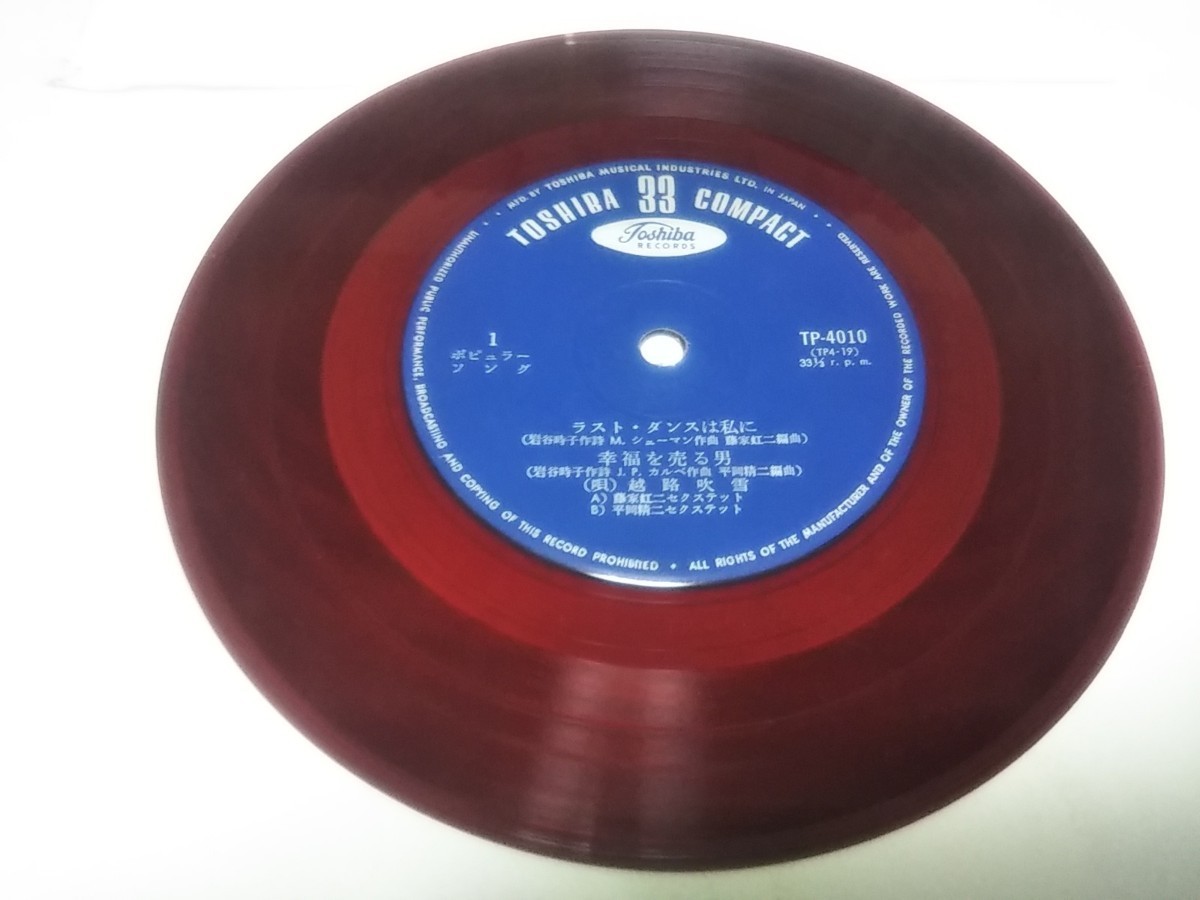 MFD. BY TOSHIBA MUSICAL INDUSTRIES LTD. IN JAPAN
TOSHIBA 33 COMPACT
Toshiba
RECORDS
1
ポピュラー
ソング
TP-4010
(TP4-19)
33⅓ r. p. m.
ラスト・ダンスは私に
(岩谷時子作詩 M. シューマン作曲 藤家虹二編曲)
幸福を売る男
(岩谷時子作詩 J. P. カルベ作曲 平岡精二編曲)
(唄) 越路吹雪
A) 藤家虹二セクステット
B) 平岡精二セクステット
UNAUTHORIZED PUBLIC PERFORMANCE, BROADCASTING AND COPYING OF THIS RECORD PROHIBITED • ALL RIGHTS OF THE MANUFACTURER AND OF THE OWNER OF THE RECORDED WORK ARE RESERVED